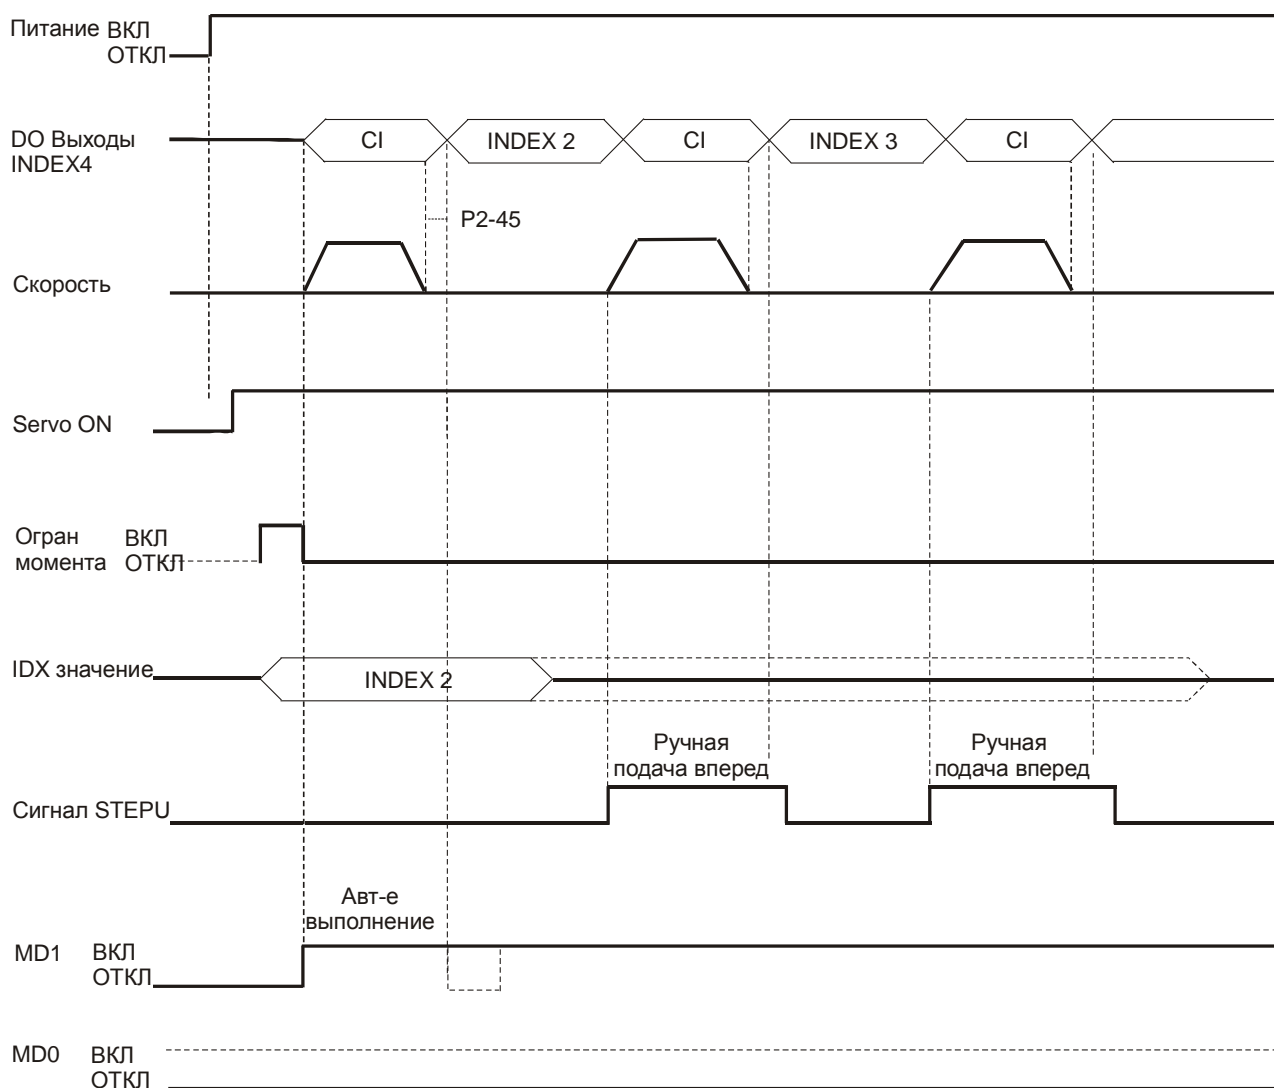 Питание ВКЛ
ОТКЛ
DO Выходы
INDEX4
CI
INDEX 2
CI
INDEX 3
CI
P2-45
Скорость
Servo ON
Огран ВКЛ
момента ОТКЛ
IDX значение
INDEX 2
Ручная
подача вперед
Ручная
подача вперед
Сигнал STEPU
Авт-е
выполнение
MD1 ВКЛ
ОТКЛ
MD0 ВКЛ
ОТКЛ